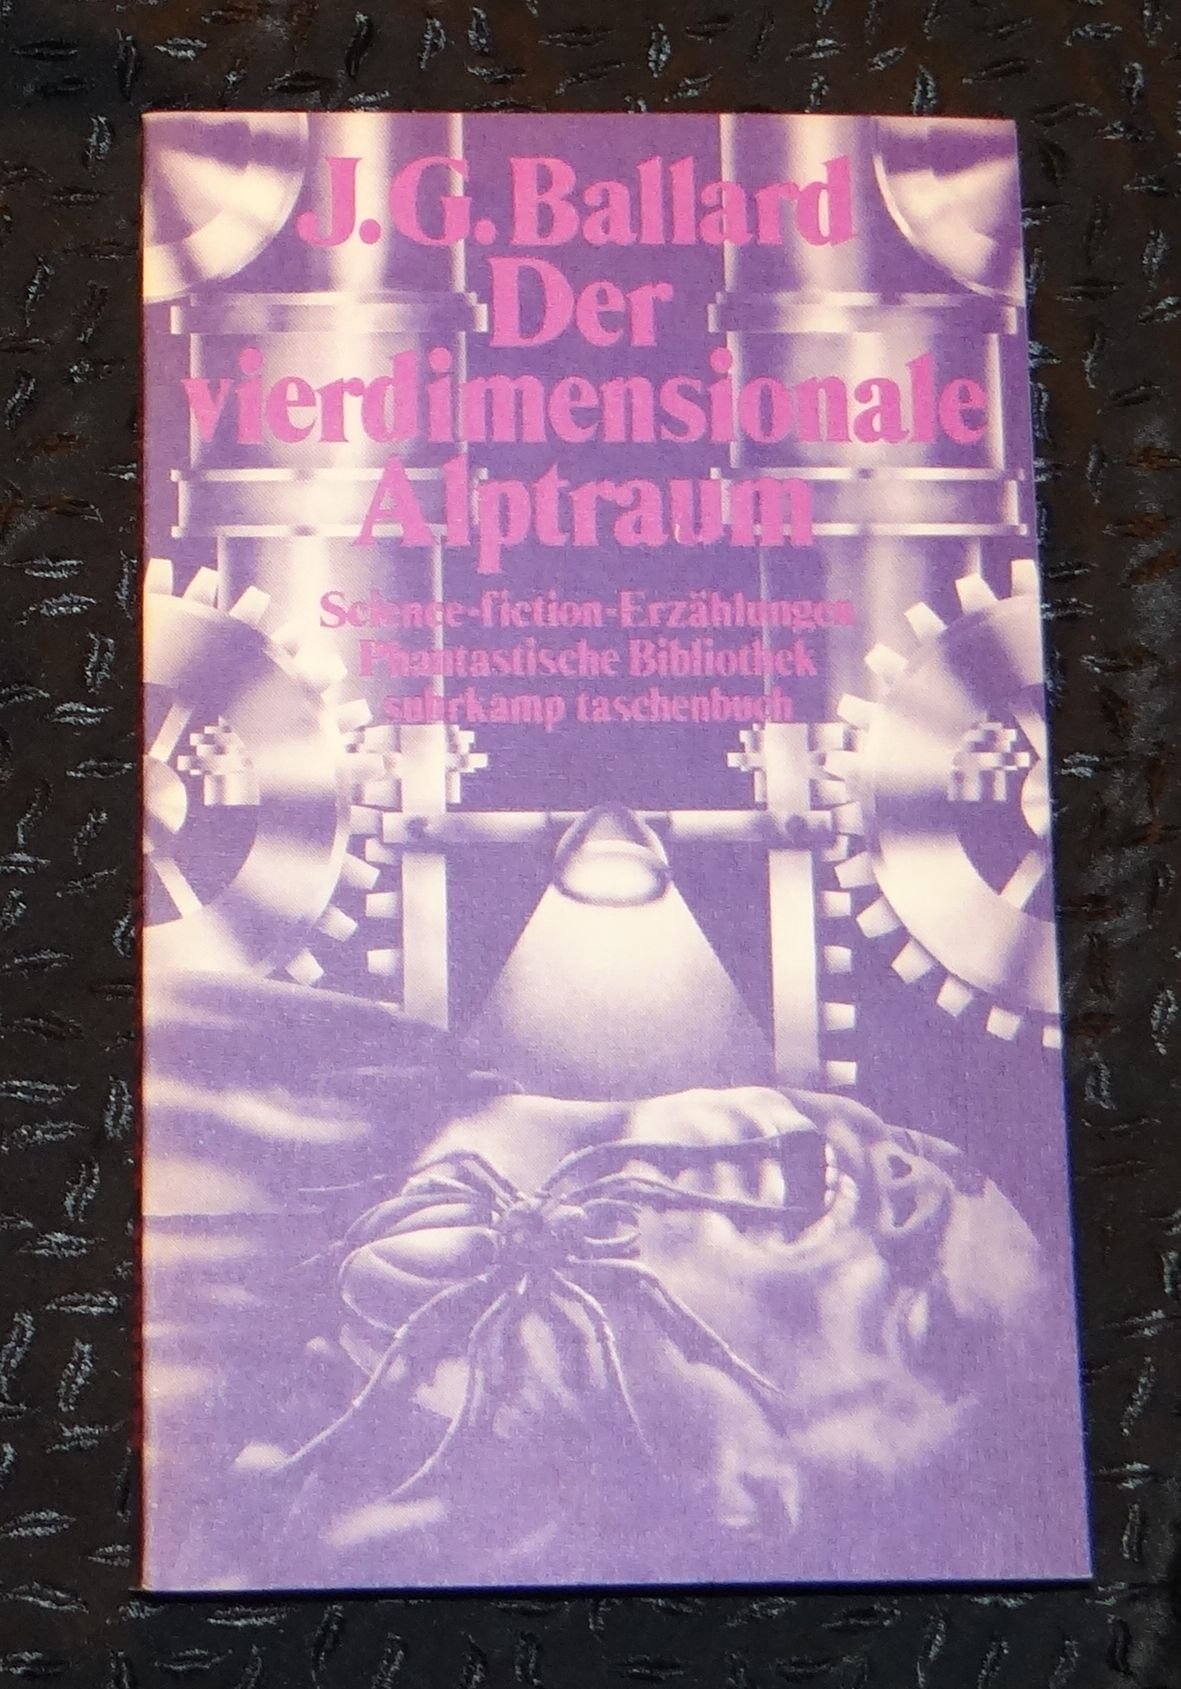 J.G. Ballard
Der
vierdimensionale
Alptraum
Science-fiction-Erzählungen
Phantastische Bibliothek
suhrkamp taschenbuch